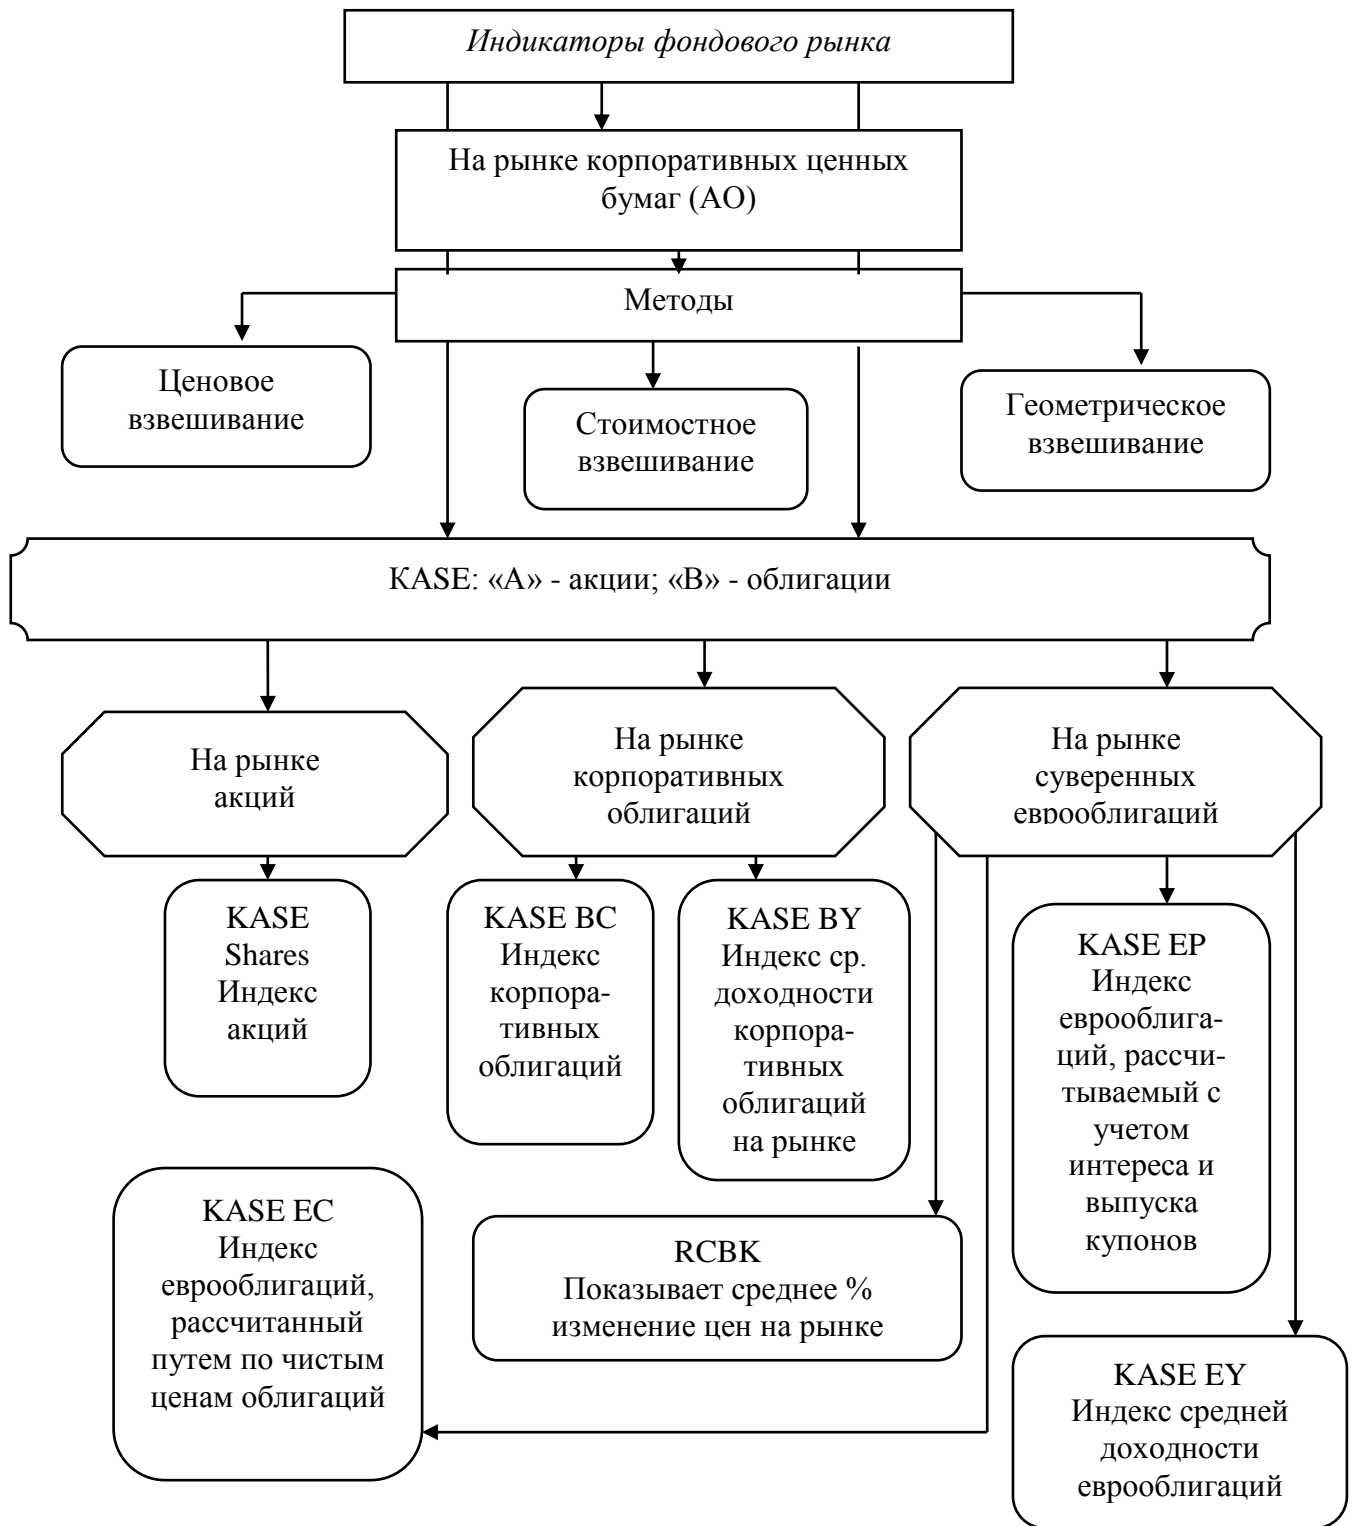 Индикаторы фондового рынка
На рынке корпоративных ценных
бумаг (АО)
Методы
Ценовое
взвешивание
Стоимостное
взвешивание
Геометрическое
взвешивание
KASE: «А» - акции; «В» - облигации
На рынке
акций
На рынке
корпоративных
облигаций
На рынке
суверенных
еврооблигаций
KASE
Shares
Индекс
акций
KASE BC
Индекс
корпора-
тивных
облигаций
KASE BY
Индекс ср.
доходности
корпора-
тивных
облигаций
на рынке
KASE EP
Индекс
еврооблига-
ций, рассчи-
тываемый с
учетом
интереса и
выпуска
купонов
KASE EC
Индекс
еврооблигаций,
рассчитанный
путем по чистым
ценам облигаций
RCBK
Показывает среднее %
изменение цен на рынке
KASE EY
Индекс средней
доходности
еврооблигаций